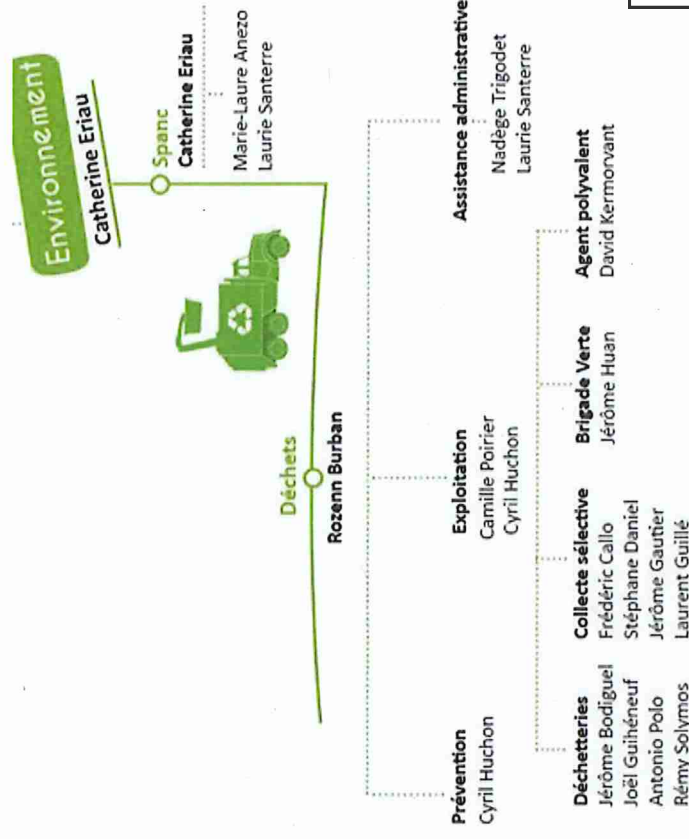 Environnement
Catherine Eriau
Spanc
Catherine Eriau
Marie-Laure Anezo
Laurie Santerre
Déchets
Rozenn Burban
Prévention
Cyril Huchon
Exploitation
Camille Poirier
Cyril Huchon
Assistance administrative
Nadège Trigodet
Laurie Santerre
Déchetteries
Jérôme Bodiguel
Joël Guihéneuf
Antonio Polo
Rémy Solymos
Collecte sélective
Frédéric Callo
Stéphane Daniel
Jérôme Gautier
Laurent Guillé
Brigade Verte
Jérôme Huan
Agent polyvalent
David Kermorvant